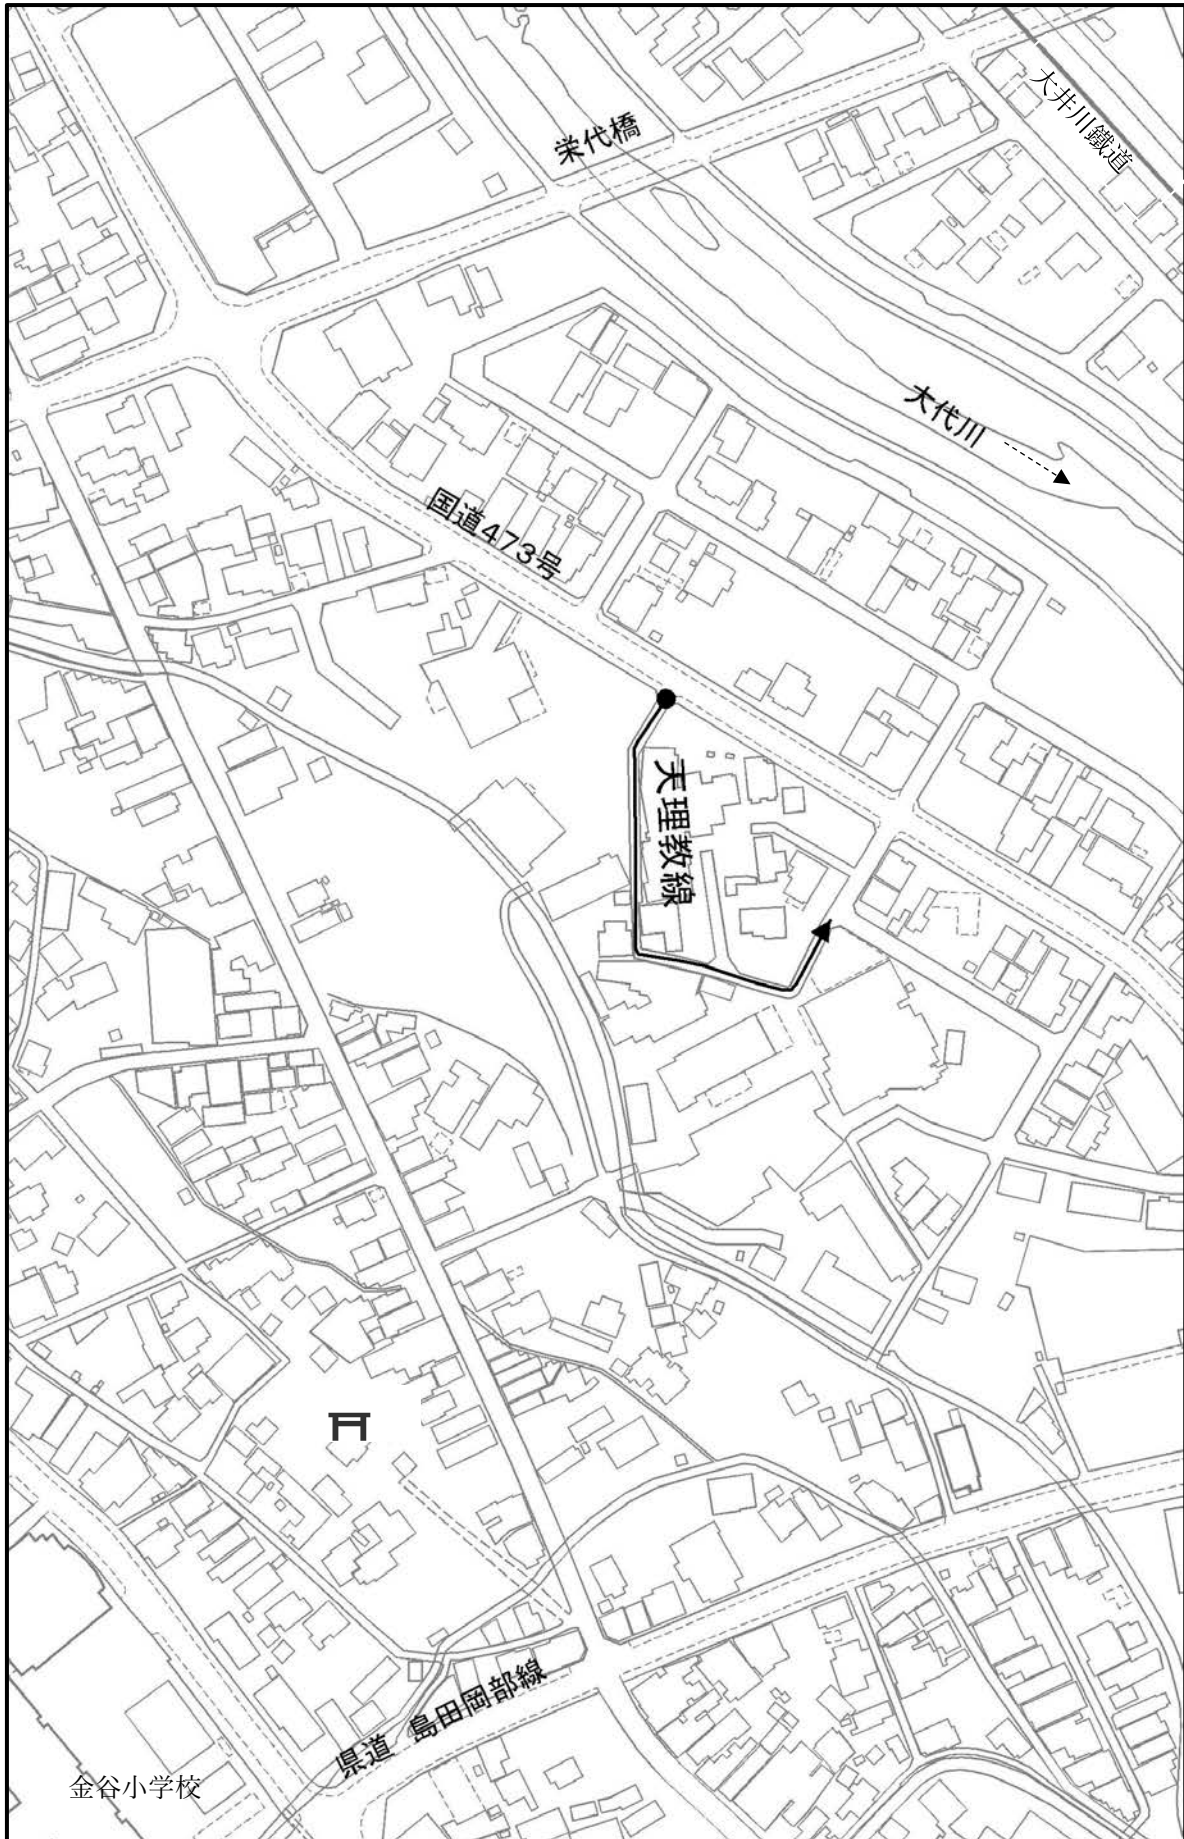 大井川鐵道
栄代橋
大代川
国道473号
天理教線
県道 島田岡部線
金谷小学校